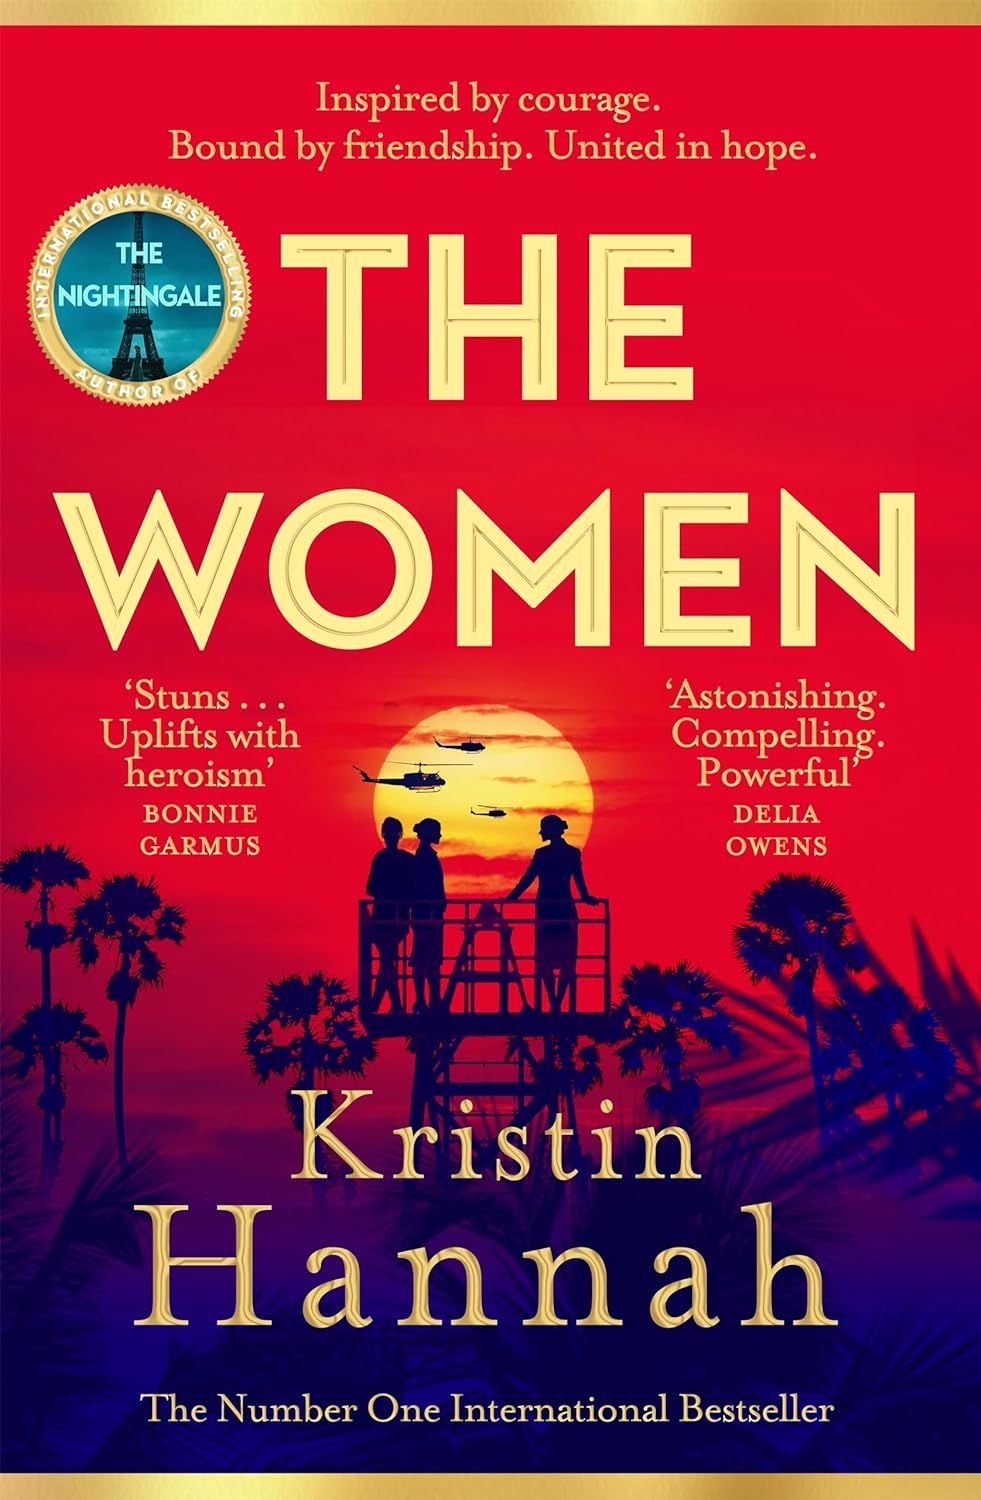 Inspired by courage.
Bound by friendship. United in hope.
INTERNATIONAL BESTSELLING
THE
NIGHTINGALE
AUTHOR OF
THE
WOMEN
‘Stuns . . .
Uplifts with
heroism’
BONNIE
GARMUS
‘Astonishing.
Compelling.
Powerful’
DELIA
OWENS
Kristin
Hannah
The Number One International Bestseller